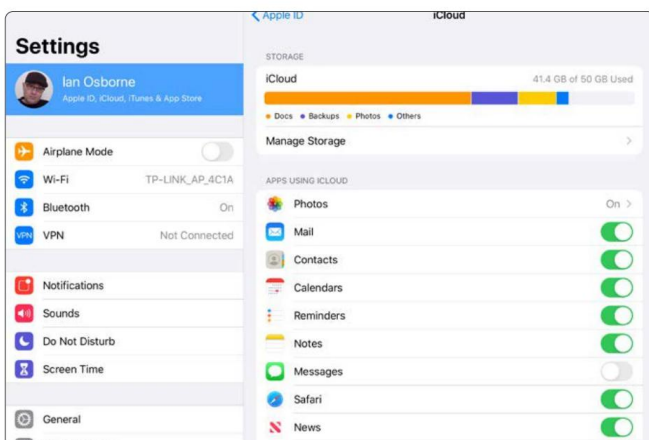 Apple ID
iCloud
Settings
Ian Osborne
Apple ID, iCloud, iTunes & App Store
Airplane Mode
Wi-Fi TP-LINK_AP_4C1A
Bluetooth On
VPN VPN Not Connected
Notifications
Sounds
Do Not Disturb
Screen Time
General
STORAGE
iCloud 41.4 GB of 50 GB Used
Docs Backups Photos Others
Manage Storage
APPS USING ICLOUD
Photos On
Mail
Contacts
Calendars
Reminders
Notes
Messages
Safari
News